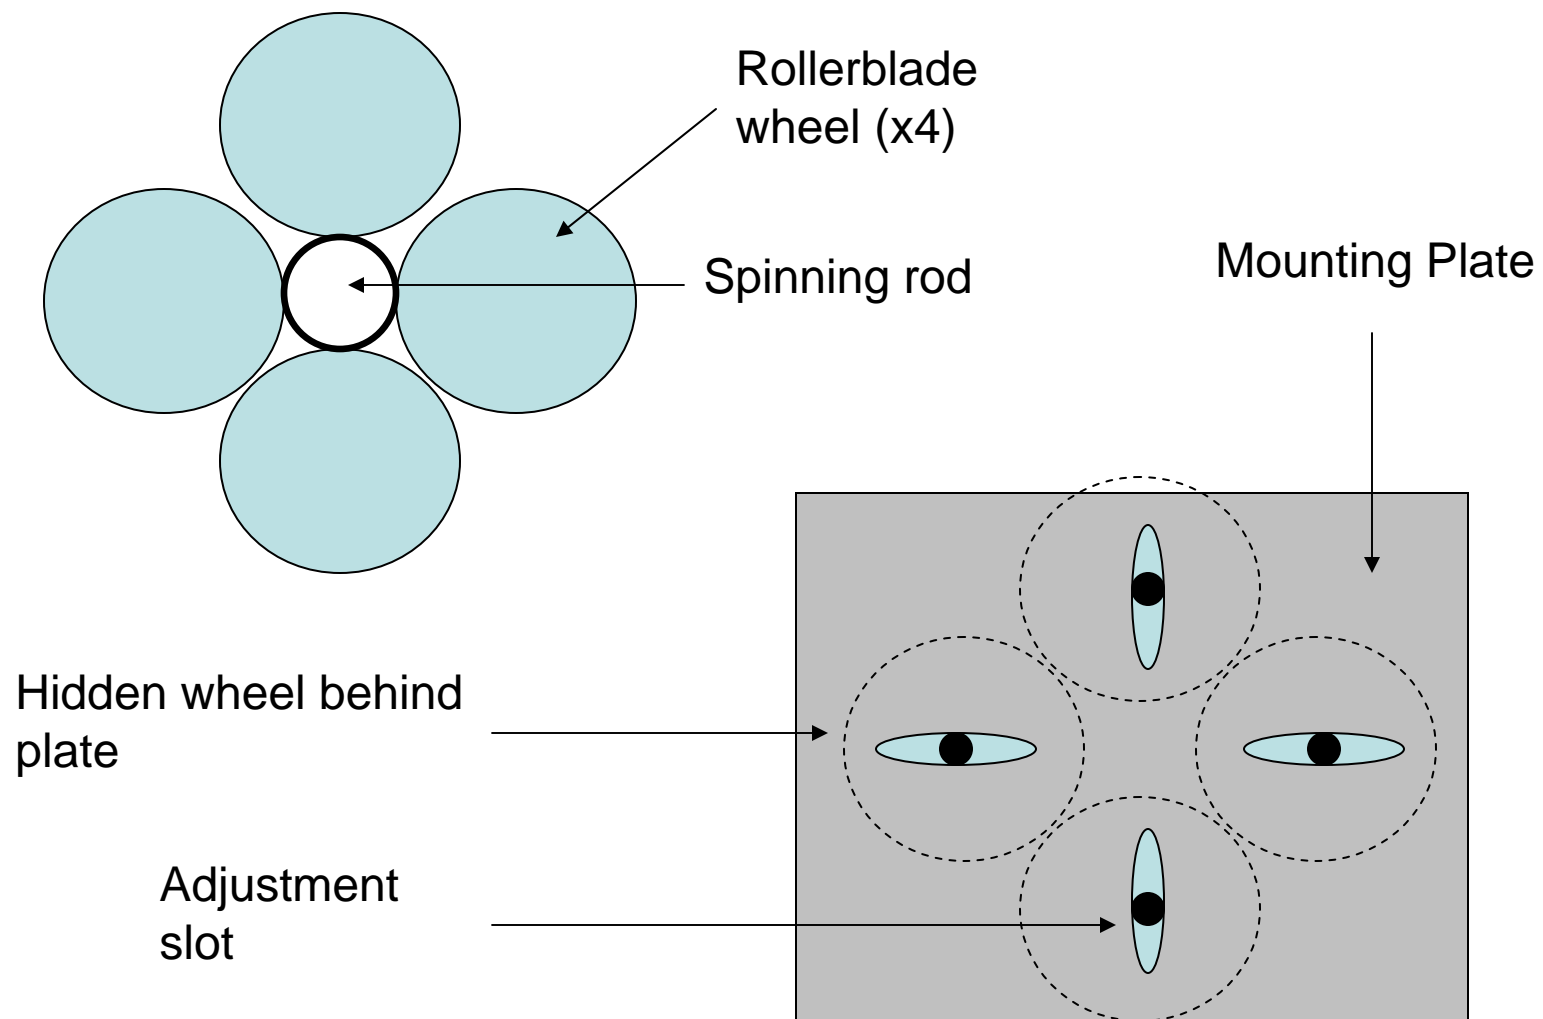 Rollerblade
wheel (x4)
Spinning rod
Mounting Plate
Hidden wheel behind
plate
Adjustment
slot